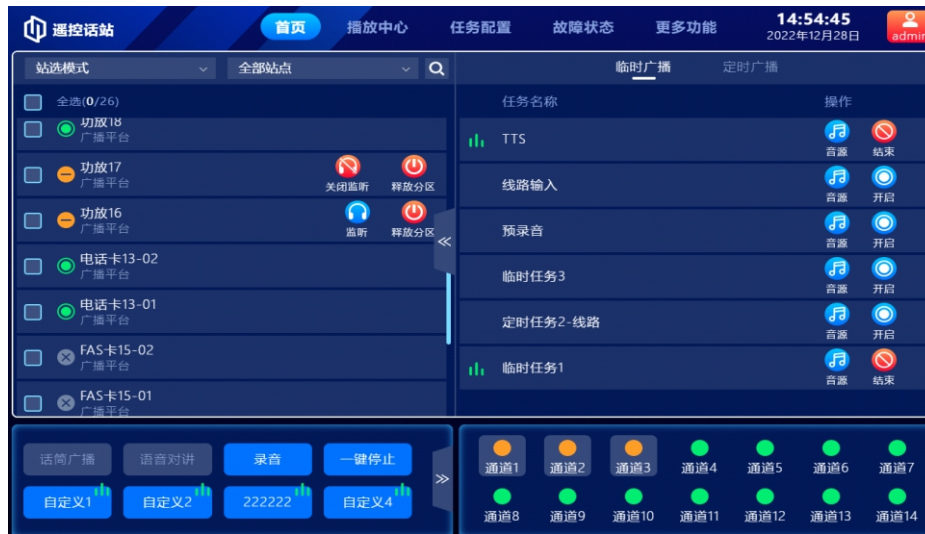 遥控话站
首页
播放中心
任务配置
故障状态
更多功能
14:54:45
2022年12月28日
admin
站选模式
全部站点
全选(0/26)
功放18
广播平台
功放17
广播平台
关闭监听
释放分区
功放16
广播平台
监听
释放分区
电话卡13-02
广播平台
电话卡13-01
广播平台
FAS卡15-02
广播平台
FAS卡15-01
广播平台
临时广播
定时广播
任务名称
操作
TTS
音源
结束
线路输入
音源
开启
预录音
音源
开启
临时任务3
音源
开启
定时任务2-线路
音源
开启
临时任务1
音源
结束
话筒广播
语音对讲
录音
一键停止
自定义1
自定义2
222222
自定义4
通道1
通道2
通道3
通道4
通道5
通道6
通道7
通道8
通道9
通道10
通道11
通道12
通道13
通道14